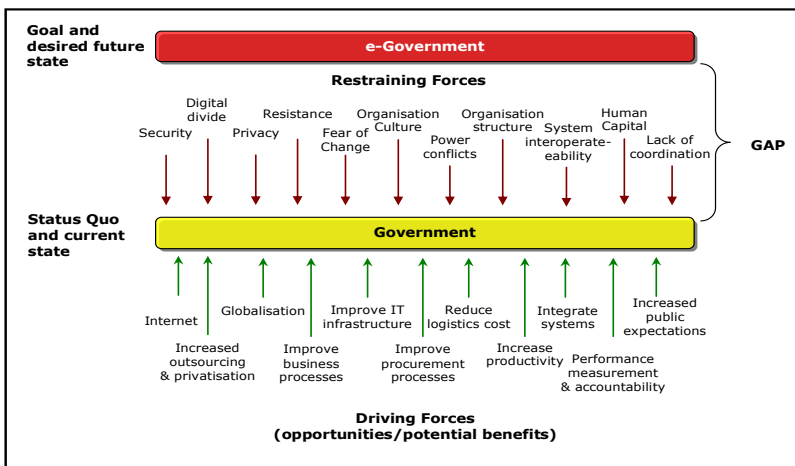 Goal and
desired future
state
e-Government
Restraining Forces
Digital
divide
Security
Privacy
Resistance
Fear of
Change
Organisation
Culture
Power
conflicts
Organisation
structure
System
interoperate-
eability
Human
Capital
Lack of
coordination
GAP
Status Quo
and current
state
Government
Internet
Increased
outsourcing
& privatisation
Globalisation
Improve
business
processes
Improve IT
infrastructure
Improve
procurement
processes
Reduce
logistics cost
Increase
productivity
Integrate
systems
Performance
measurement
& accountability
Increased
public
expectations
Driving Forces
(opportunities/potential benefits)